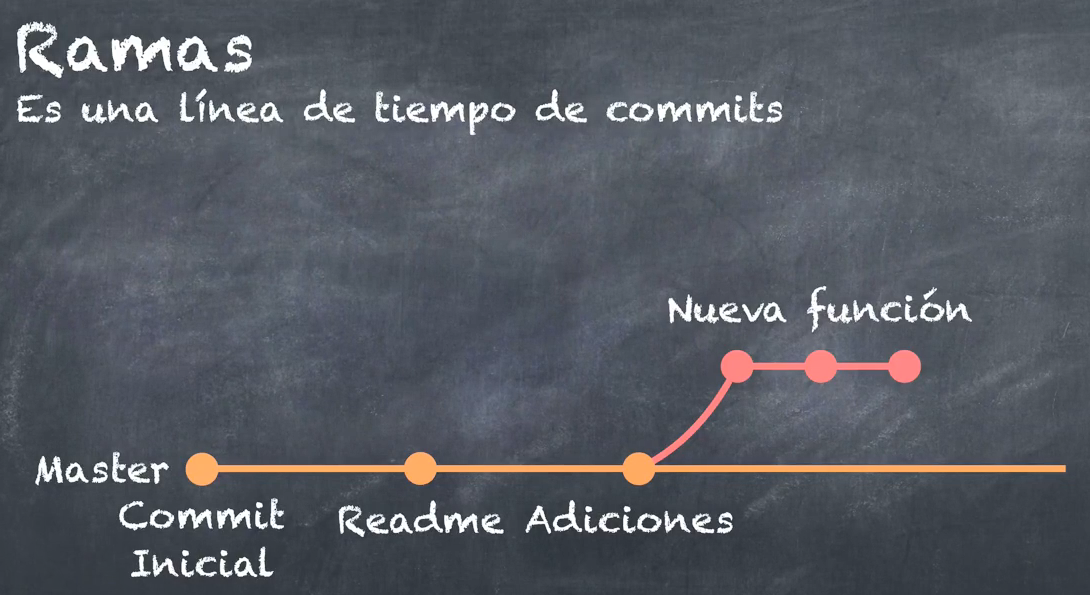 Ramas
Es una línea de tiempo de commits
Nueva función
Master
Commit
Inicial
Readme
Adiciones